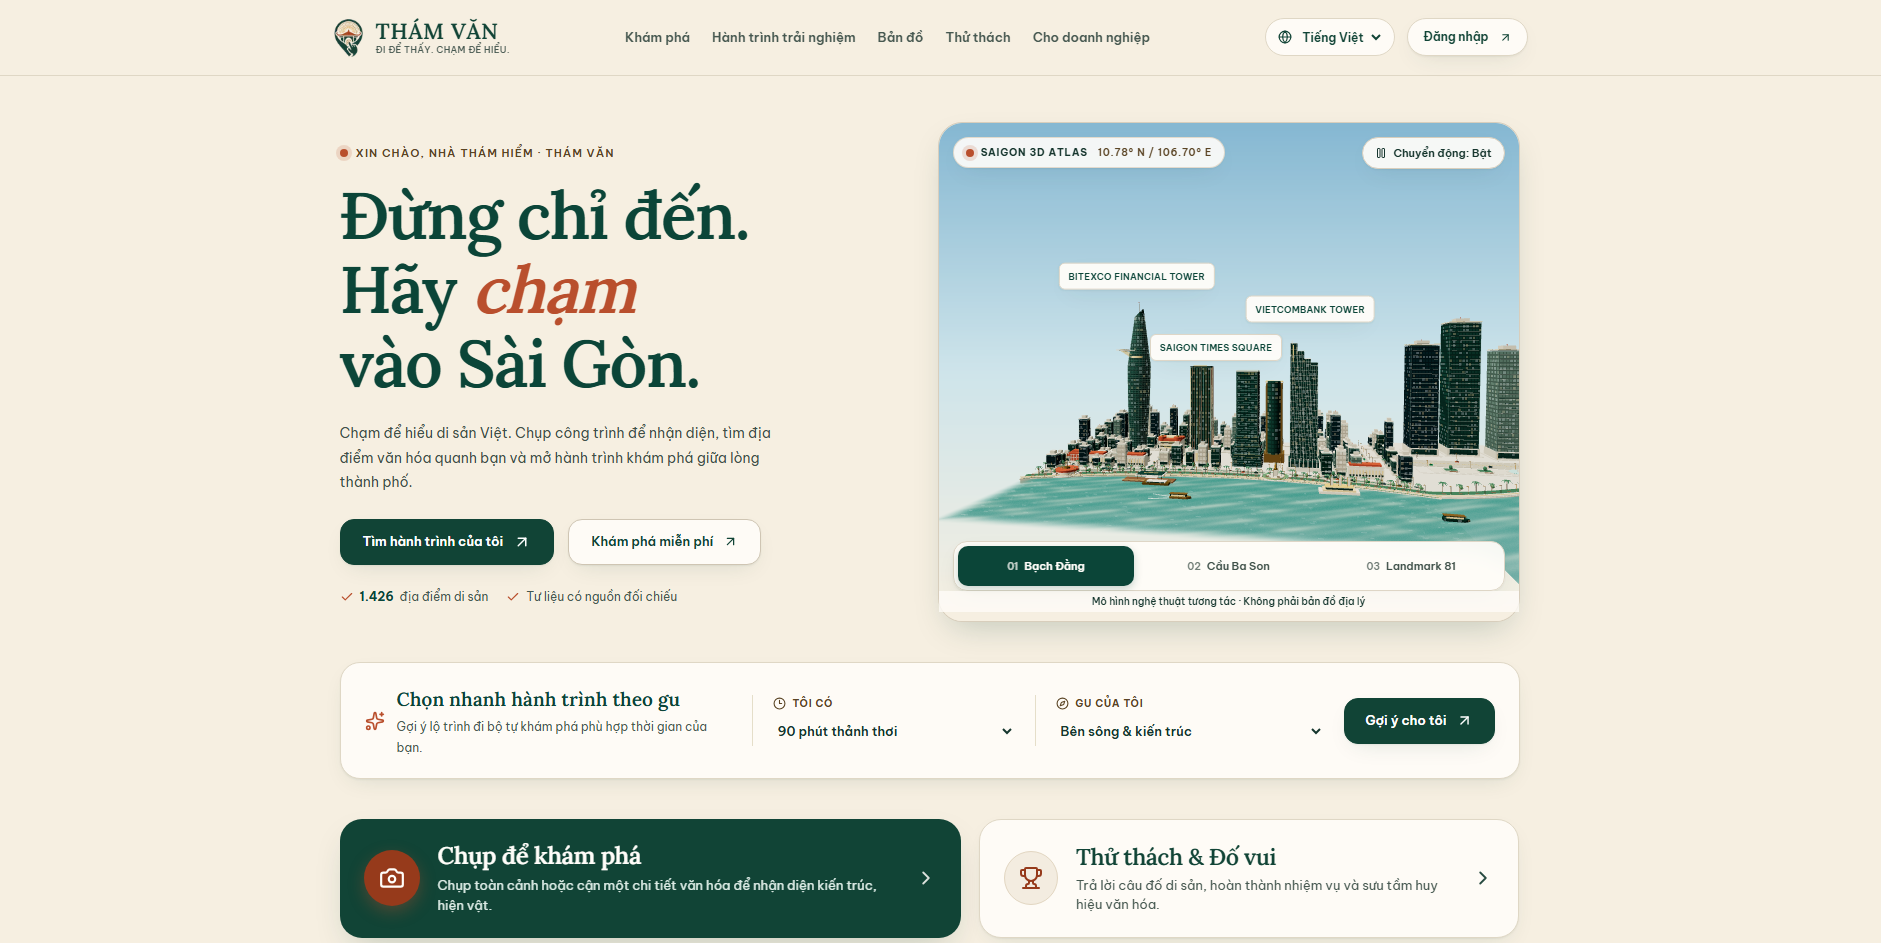 THÁM VĂN
ĐI ĐỂ THẤY. CHẠM ĐỂ HIỂU.
Khám phá
Hành trình trải nghiệm
Bản đồ
Thử thách
Cho doanh nghiệp
Tiếng Việt
Đăng nhập
XIN CHÀO, NHÀ THÁM HIỂM · THÁM VĂN
Đừng chỉ đến.
Hãy chạm
vào Sài Gòn.
Chạm để hiểu di sản Việt. Chụp công trình để nhận diện, tìm địa
điểm văn hóa quanh bạn và mở hành trình khám phá giữa lòng
thành phố.
Tìm hành trình của tôi
Khám phá miễn phí
1.426 địa điểm di sản
Tư liệu có nguồn đối chiếu
SAIGON 3D ATLAS 10.78° N / 106.70° E
Chuyển động: Bật
BITEXCO FINANCIAL TOWER
VIETCOMBANK TOWER
SAIGON TIMES SQUARE
01 Bạch Đằng
02 Cầu Ba Son
03 Landmark 81
Mô hình nghệ thuật tương tác · Không phải bản đồ địa lý
Chọn nhanh hành trình theo gu
Gợi ý lộ trình đi bộ tự khám phá phù hợp thời gian của
bạn.
TÔI CÓ
90 phút thảnh thơi
GU CỦA TÔI
Bên sông & kiến trúc
Gợi ý cho tôi
Chụp để khám phá
Chụp toàn cảnh hoặc cận một chi tiết văn hóa để nhận diện kiến trúc,
hiện vật.
Thử thách & Đố vui
Trả lời câu đố di sản, hoàn thành nhiệm vụ và sưu tầm huy
hiệu văn hóa.